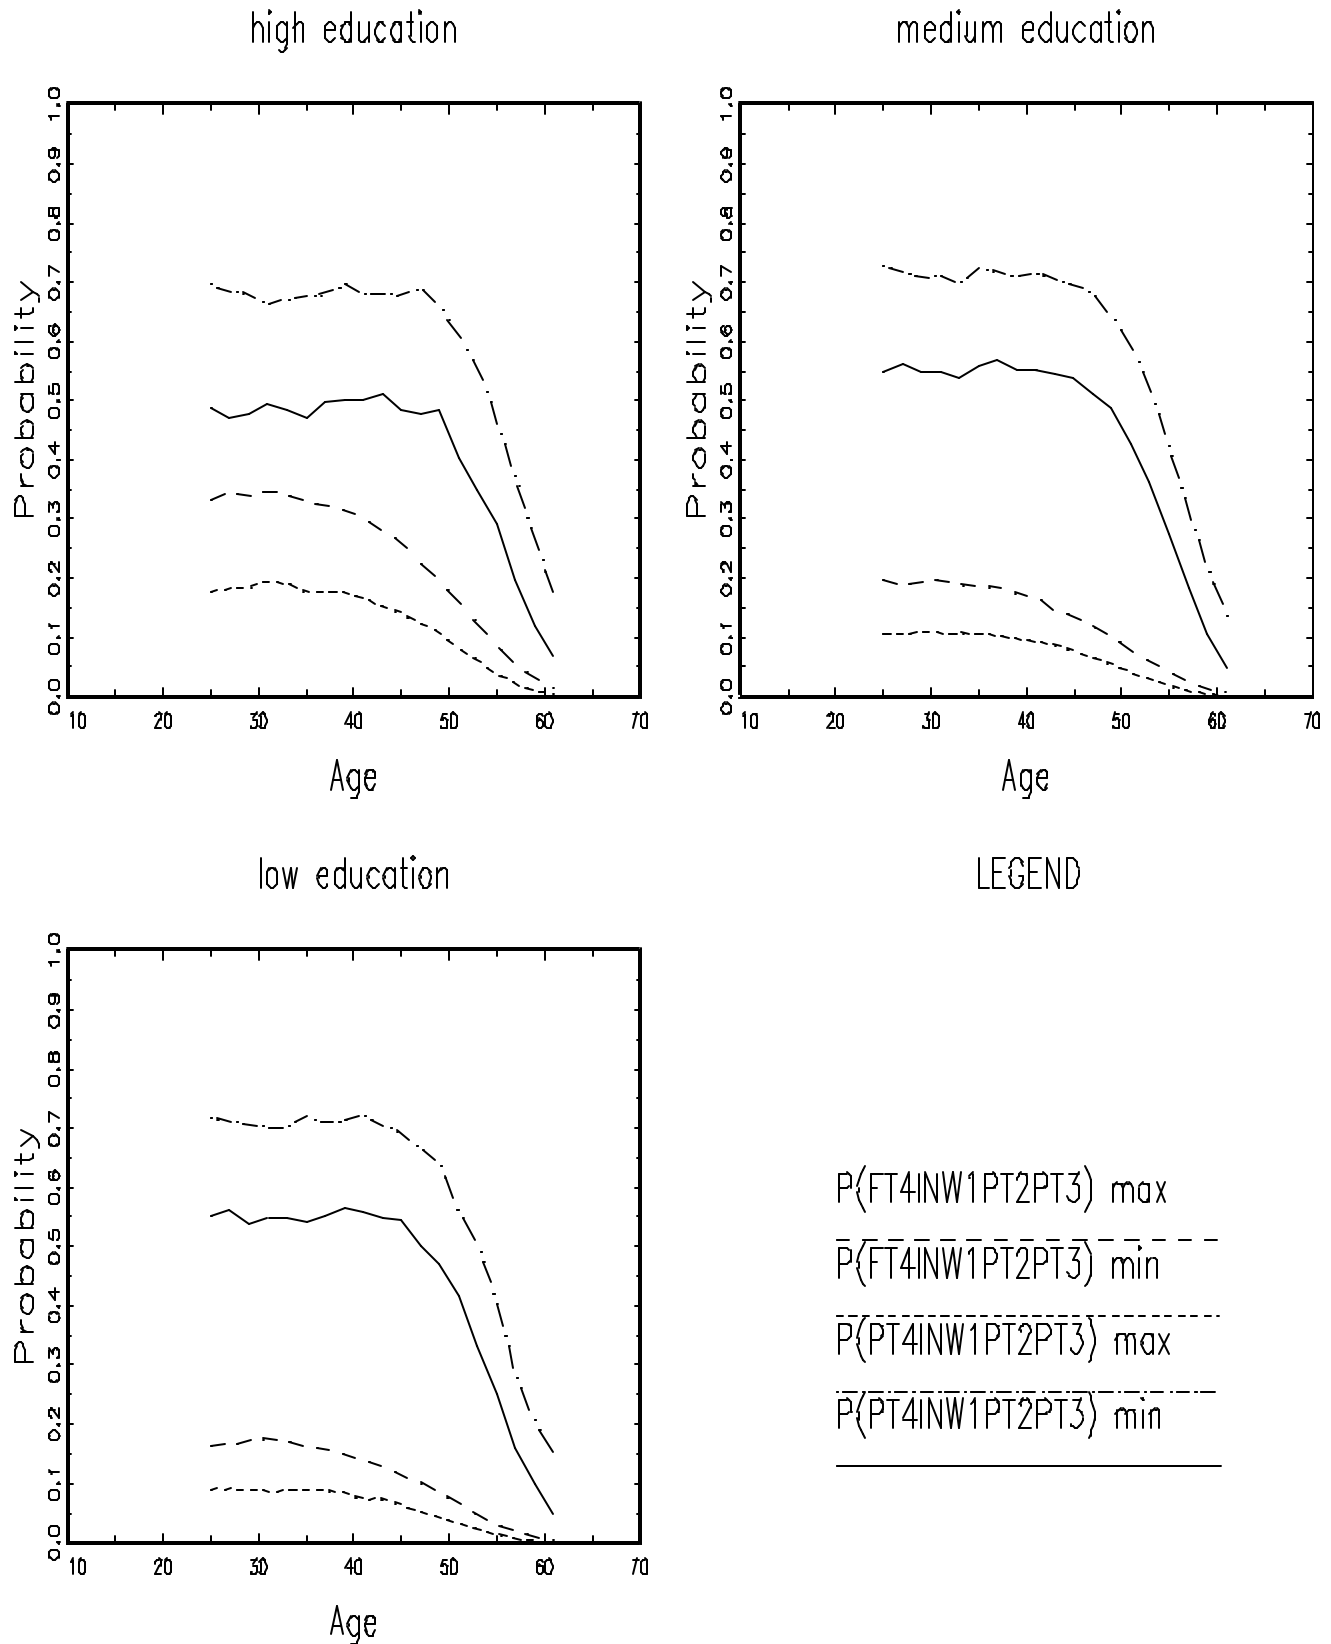 high education
medium education
1.0
0.9
0.8
0.7
0.6
0.5
0.4
0.3
0.2
0.1
0.0
Probability
10 20 30 40 50 60 70
Age
1.0
0.9
0.8
0.7
0.6
0.5
0.4
0.3
0.2
0.1
0.0
Probability
10 20 30 40 50 60 70
Age
low education
LEGEND
1.0
0.9
0.8
0.7
0.6
0.5
0.4
0.3
0.2
0.1
0.0
Probability
10 20 30 40 50 60 70
Age
P(FT4INW1PT2PT3) max
P(FT4INW1PT2PT3) min
P(PT4INW1PT2PT3) max
P(PT4INW1PT2PT3) min